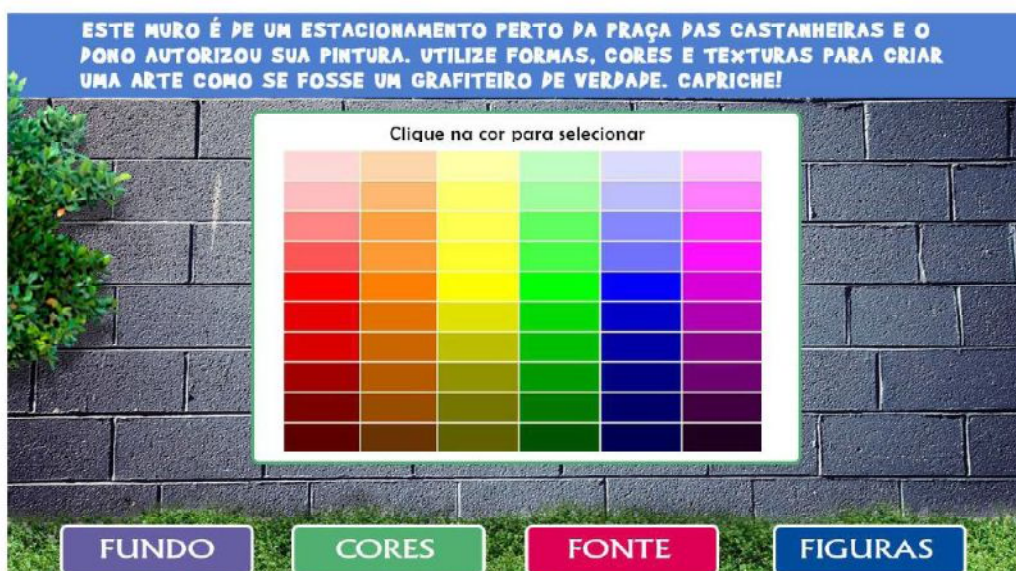 ESTE MURO É DE UM ESTACIONAMENTO PERTO DA PRAÇA DAS CASTANHEIRAS E O
DONO AUTORIZOU SUA PINTURA. UTILIZE FORMAS, CORES E TEXTURAS PARA CRIAR
UMA ARTE COMO SE FOSSE UM GRAFITEIRO DE VERDADE. CAPRICHE!
Clique na cor para selecionar
FUNDO
CORES
FONTE
FIGURAS